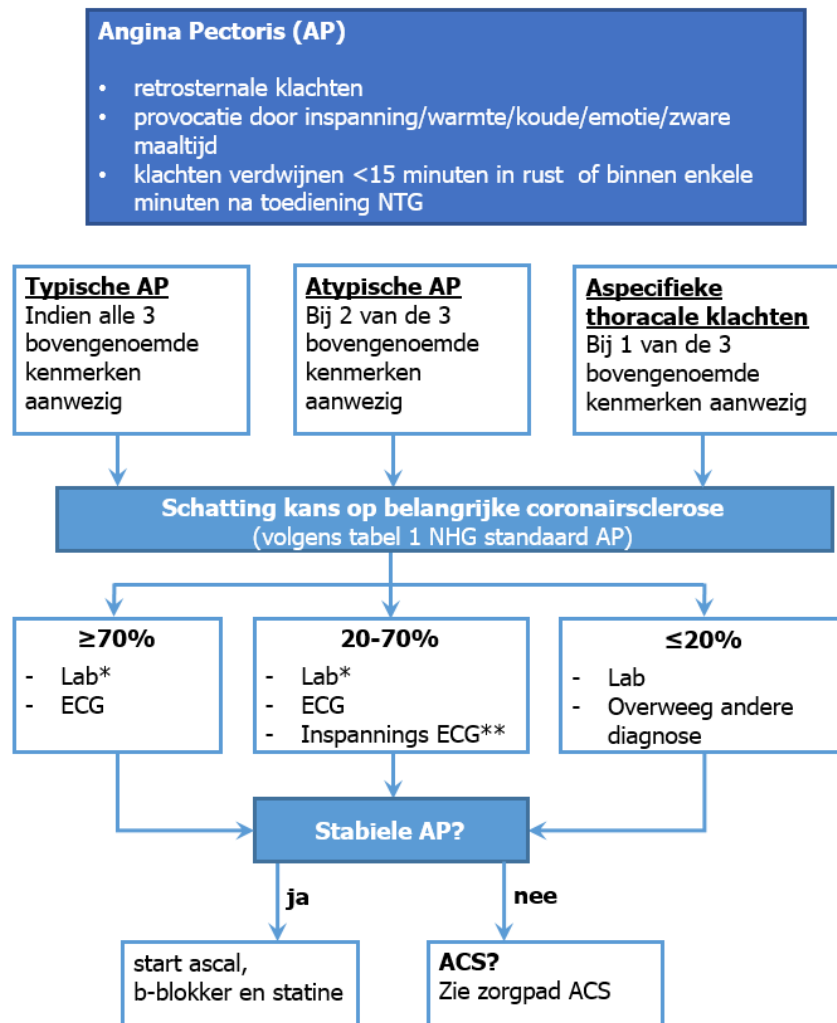 Angina Pectoris (AP)
• retrosternale klachten
• provocatie door inspanning/warmte/koude/emotie/zware
maaltijd
• klachten verdwijnen <15 minuten in rust of binnen enkele
minuten na toediening NTG
Typische AP
Indien alle 3
bovengenoemde
kenmerken
aanwezig
Atypische AP
Bij 2 van de 3
bovengenoemde
kenmerken
aanwezig
Aspecifieke
thoracale klachten
Bij 1 van de 3
bovengenoemde
kenmerken aanwezig
Schatting kans op belangrijke coronairsclerose
(volgens tabel 1 NHG standaard AP)
≥70%
- Lab*
- ECG
20-70%
- Lab*
- ECG
- Inspannings ECG**
≤20%
- Lab
- Overweeg andere
diagnose
Stabiele AP?
ja
nee
start ascal,
b-blokker en statine
ACS?
Zie zorgpad ACS